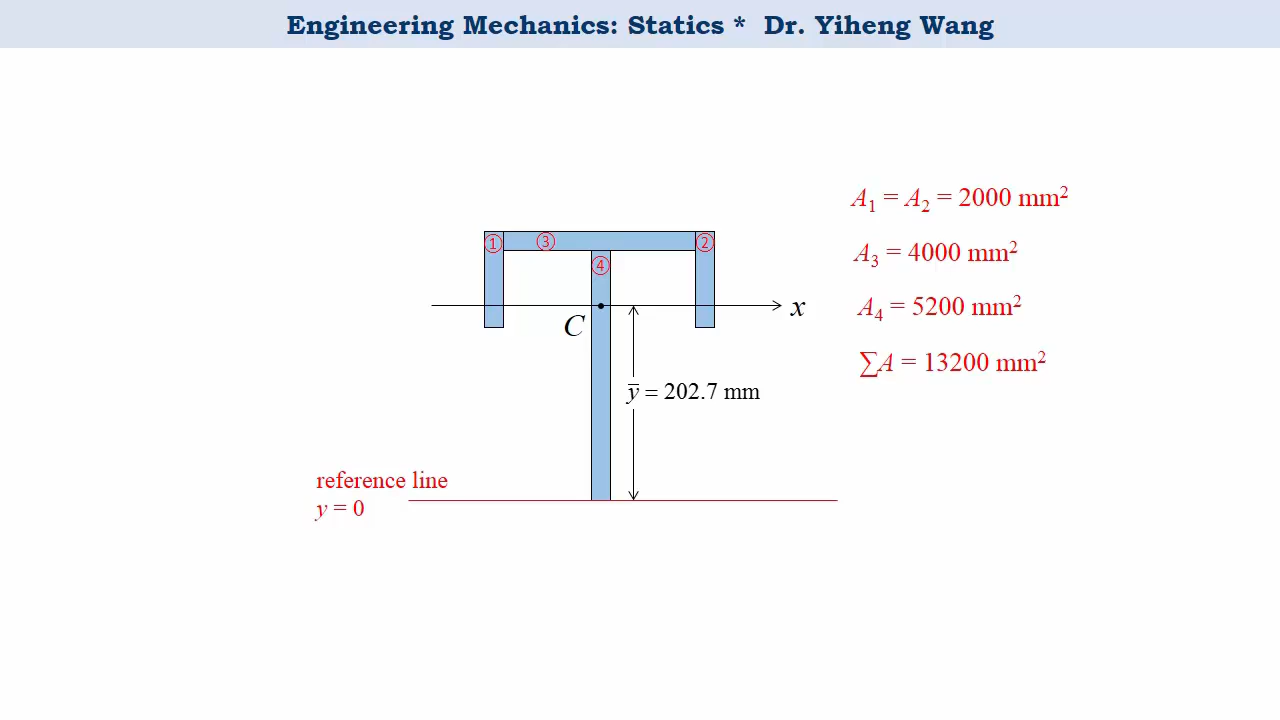 Engineering Mechanics: Statics * Dr. Yiheng Wang
A₁ = A₂ = 2000 mm²
① ③ ②
④
A₃ = 4000 mm²
x
A₄ = 5200 mm²
C
∑A = 13200 mm²
y̅ = 202.7 mm
reference line
y = 0